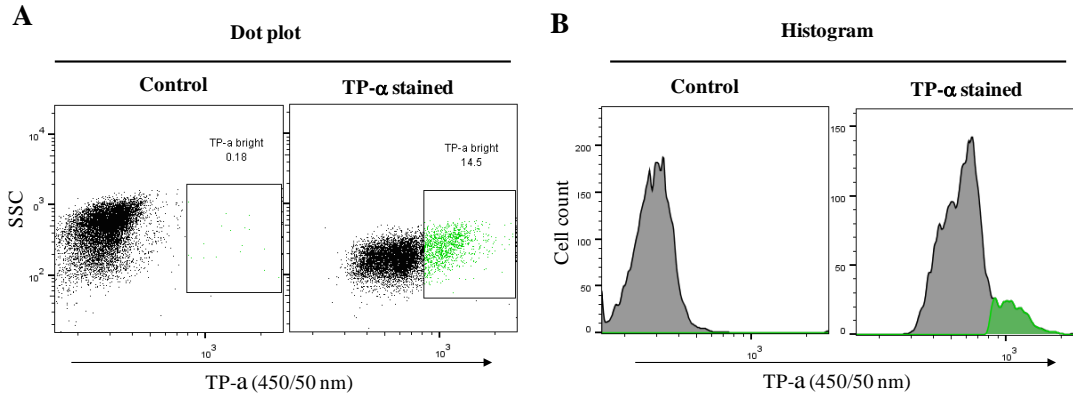 A
Dot plot
Control
TP-α stained
TP-a bright
0.18
TP-a bright
14.5
10^4
0^3
10^2
SSC
10^3
10^3
TP-a (450/50 nm)
B
Histogram
Control
TP-α stained
200
150
100
50
0
150
100
50
0
Cell count
10^3
10^3
TP-a (450/50 nm)